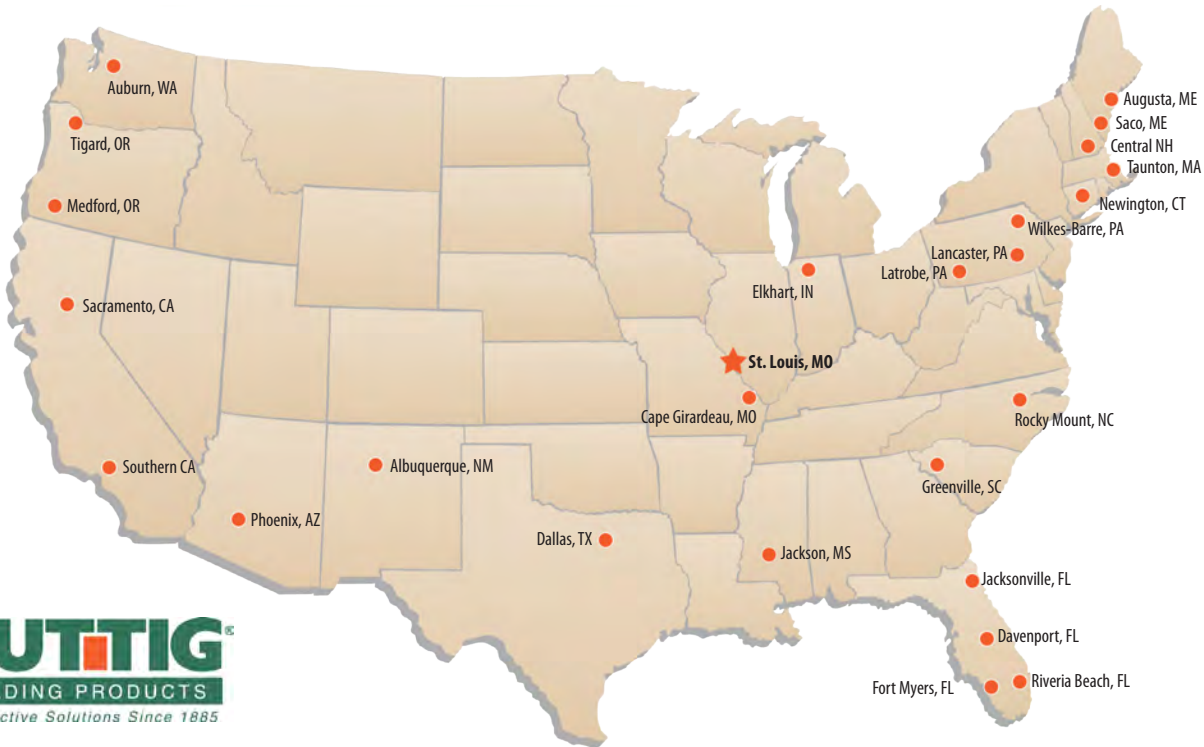 Auburn, WA
Tigard, OR
Medford, OR
Sacramento, CA
Southern CA
Phoenix, AZ
Albuquerque, NM
Dallas, TX
Elkhart, IN
St. Louis, MO
Cape Girardeau, MO
Jackson, MS
Augusta, ME
Saco, ME
Central NH
Taunton, MA
Newington, CT
Wilkes-Barre, PA
Lancaster, PA
Latrobe, PA
Rocky Mount, NC
Greenville, SC
Jacksonville, FL
Davenport, FL
Fort Myers, FL
Riveria Beach, FL
UTTIG®
DING PRODUCTS
ctive Solutions Since 1885